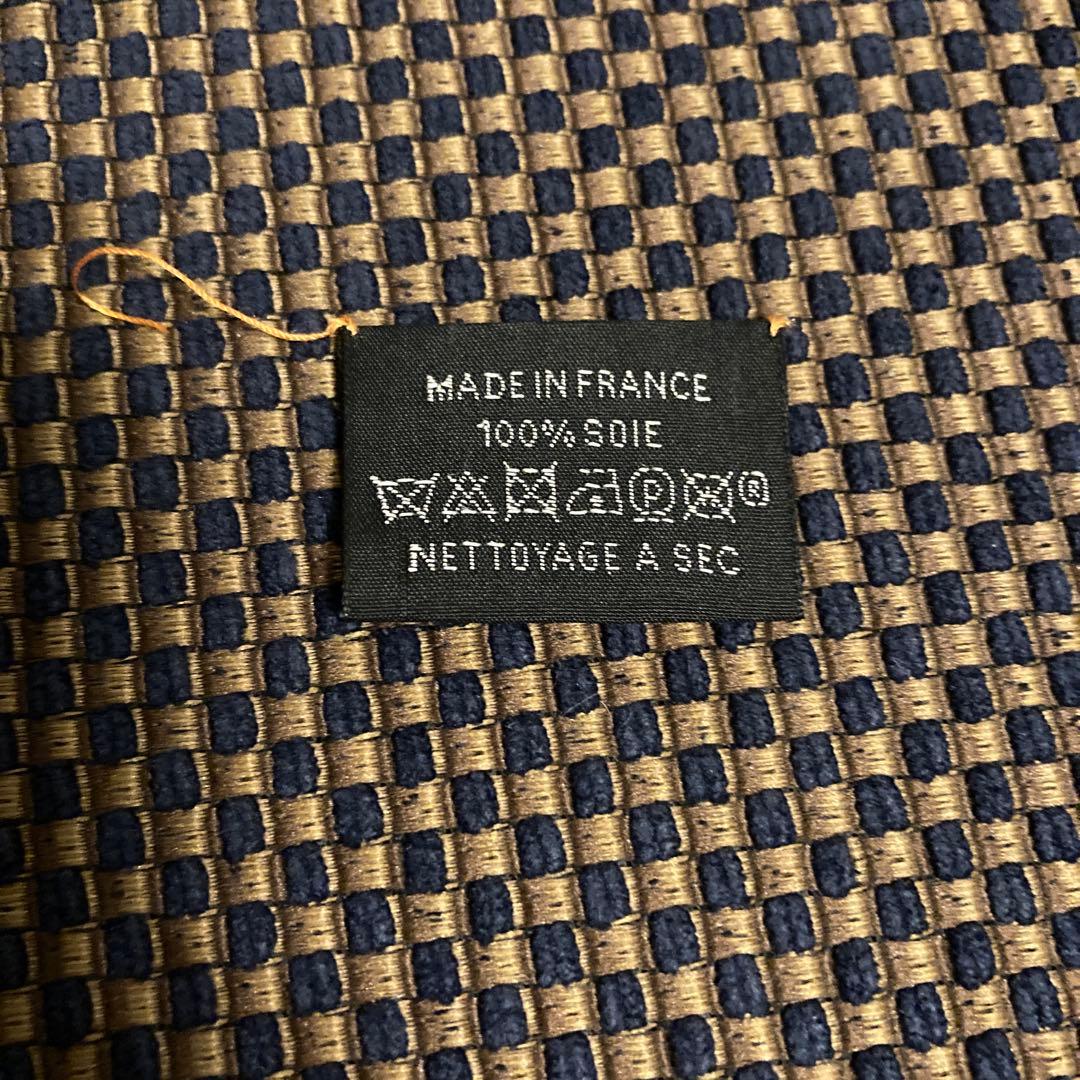 MADE IN FRANCE
100% SOIE
P ®
NETTOYAGE A SEC